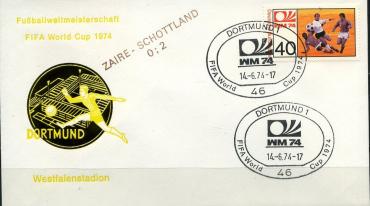 Fußballweltmeisterschaft
FIFA World Cup 1974
ZAIRE - SCHOTTLAND
0 : 2
DORTMUND
Westfalenstadion
DORTMUND 1
WM 74
14.-6.74-17
FIFA World Cup 1974
46
40
DORTMUND 1
WM 74
14.-6.74-17
FIFA World Cup 1974
46